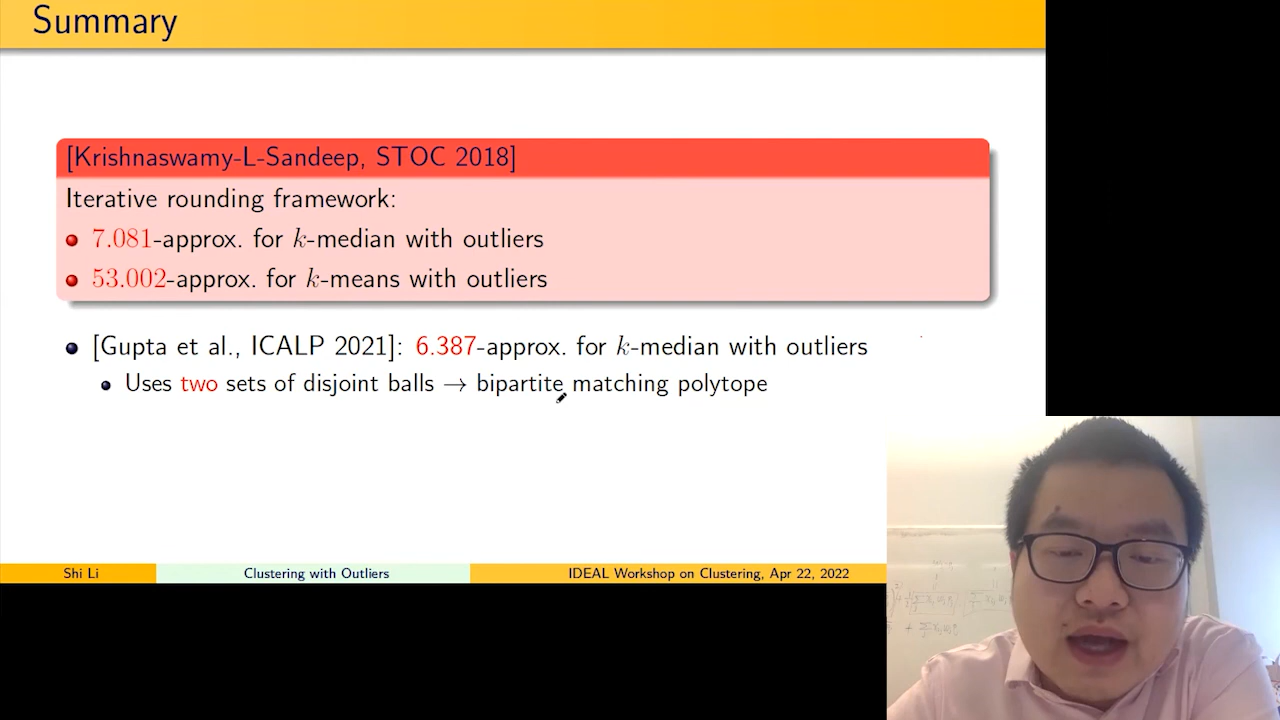 Summary
[Krishnaswamy-L-Sandeep, STOC 2018]
Iterative rounding framework:
7.081-approx. for k-median with outliers
53.002-approx. for k-means with outliers
[Gupta et al., ICALP 2021]: 6.387-approx. for k-median with outliers
Uses two sets of disjoint balls → bipartite matching polytope
Shi Li
Clustering with Outliers
IDEAL Workshop on Clustering, Apr 22, 2022